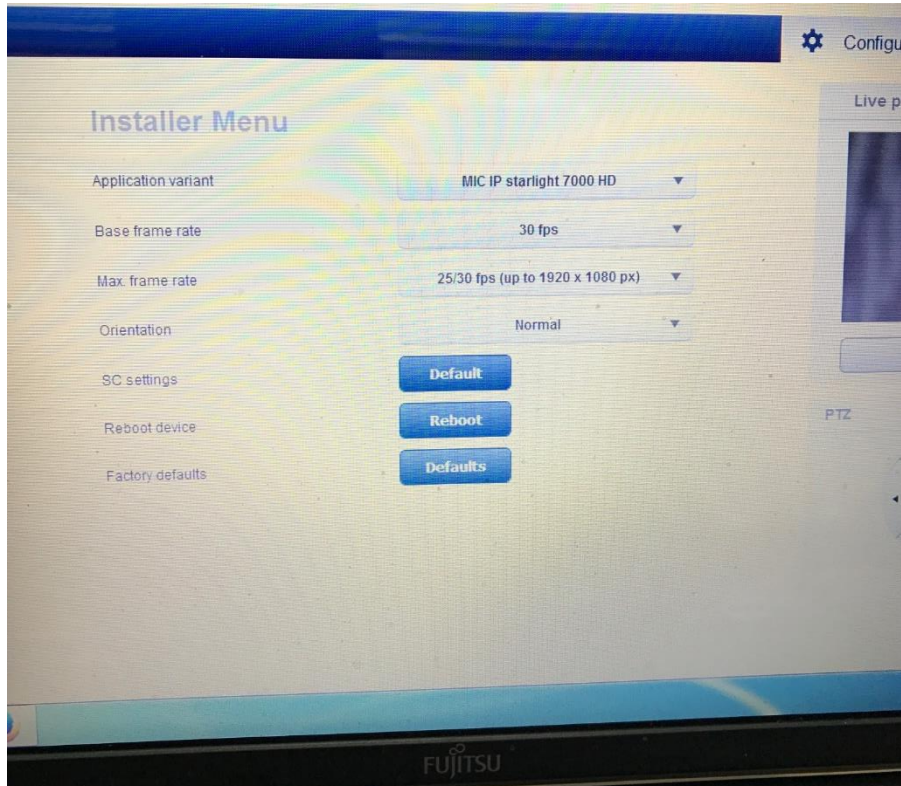 Configu
Installer Menu
Live p
Application variant MIC IP starlight 7000 HD
Base frame rate 30 fps
Max. frame rate 25/30 fps (up to 1920 x 1080 px)
Orientation Normal
SC settings Default
Reboot device Reboot
PTZ
Factory defaults Defaults
FUJITSU